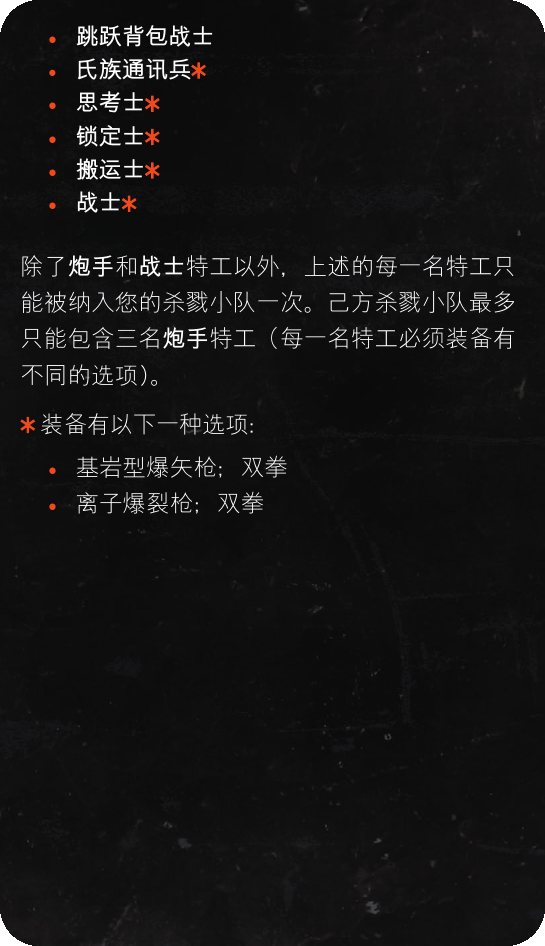 • 跳跃背包战士
• 氏族通讯兵*
• 思考士*
• 锁定士*
• 搬运士*
• 战士*
除了炮手和战士特工以外，上述的每一名特工只
能被纳入您的杀戮小队一次。己方杀戮小队最多
只能包含三名炮手特工（每一名特工必须装备有
不同的选项）。
* 装备有以下一种选项:
• 基岩型爆矢枪；双拳
• 离子爆裂枪；双拳